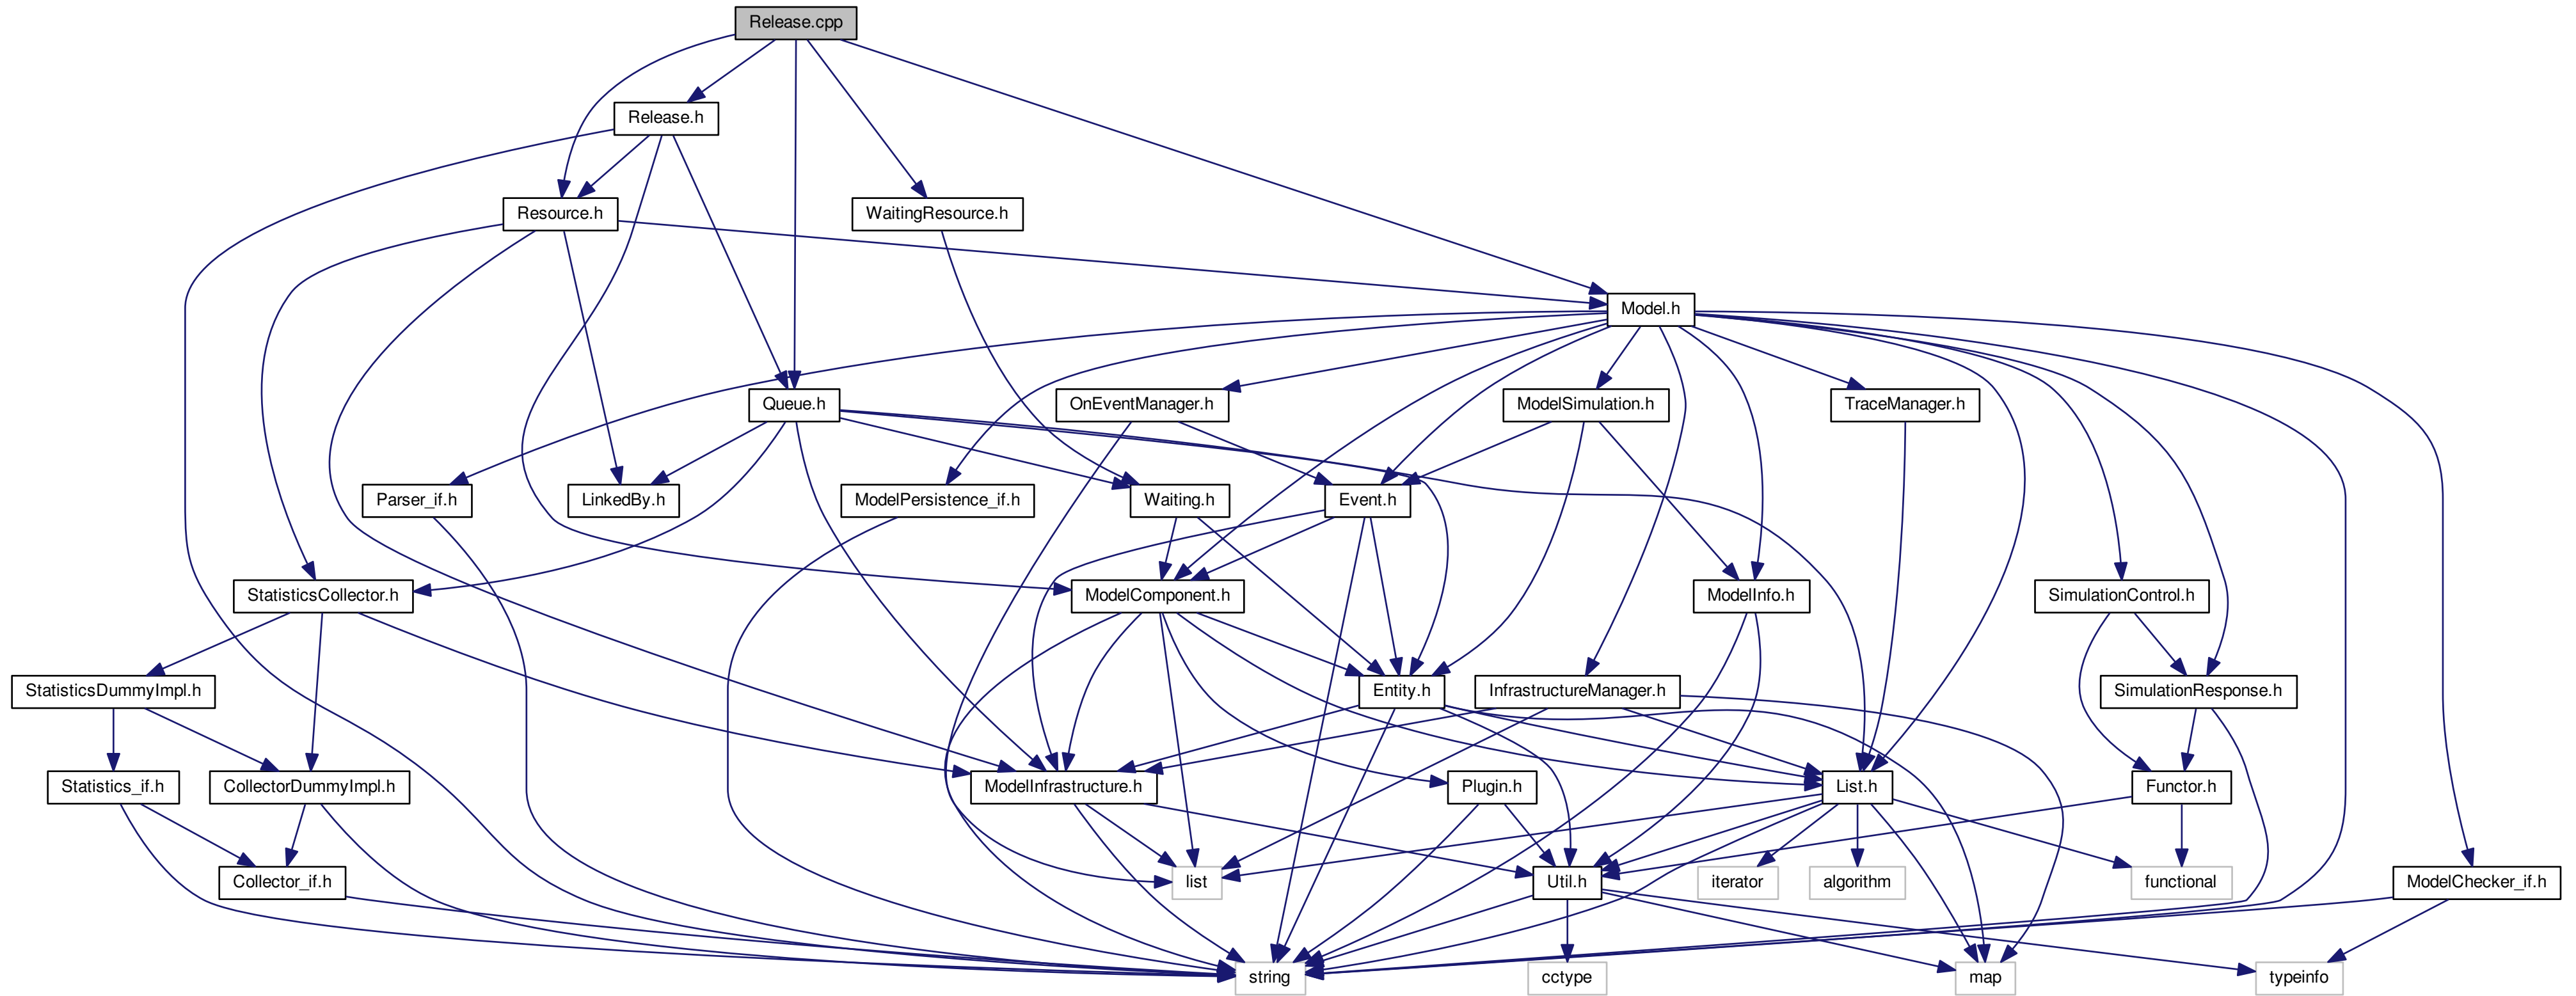 Release.cpp
Release.h
Resource.h
WaitingResource.h
Model.h
Queue.h
OnEventManager.h
ModelSimulation.h
TraceManager.h
Parser_if.h
LinkedBy.h
ModelPersistence_if.h
Waiting.h
Event.h
StatisticsCollector.h
ModelComponent.h
ModelInfo.h
SimulationControl.h
StatisticsDummyImpl.h
Entity.h
InfrastructureManager.h
SimulationResponse.h
Statistics_if.h
CollectorDummyImpl.h
ModelInfrastructure.h
Plugin.h
List.h
Functor.h
Collector_if.h
list
Util.h
iterator
algorithm
functional
ModelChecker_if.h
string
cctype
map
typeinfo